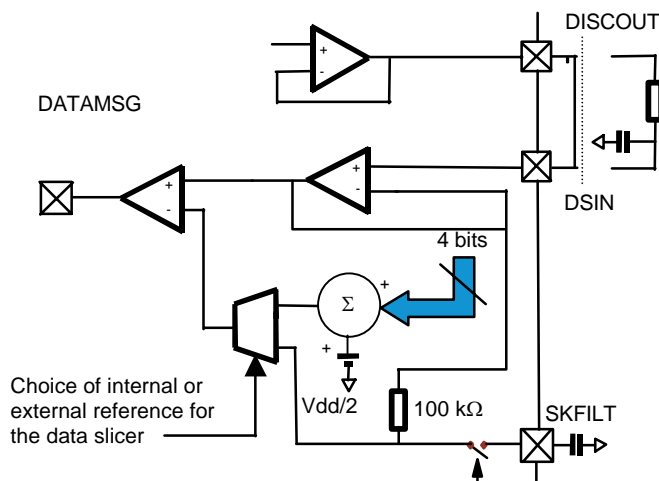 DISCOUT
+
-
DATAMSG
+
-
+
-
DSIN
4 bits
+
Σ
+
Vdd/2
Choice of internal or
external reference for
the data slicer
100 kΩ
SKFILT